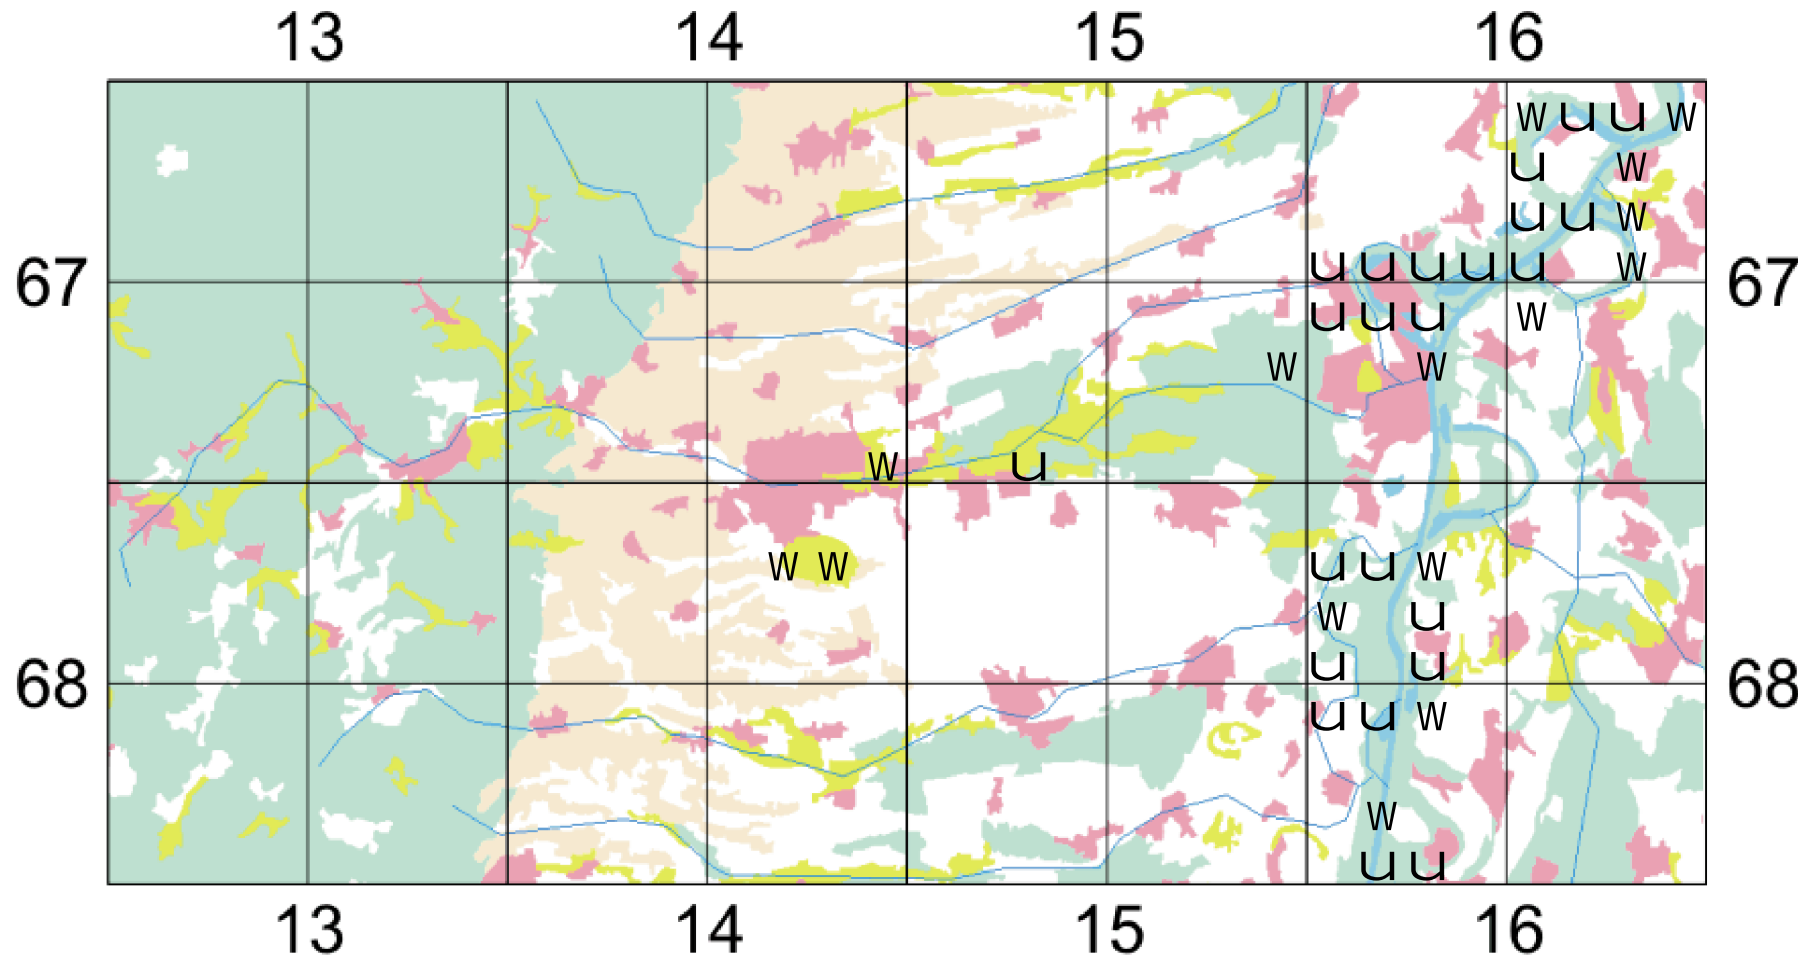 13 14 15 16
w u u w
u w
u u w
67 u u u u u w 67
u u u w
w w
w u
w w u u w
w u
68 u u 68
u u w
w
u u
13 14 15 16